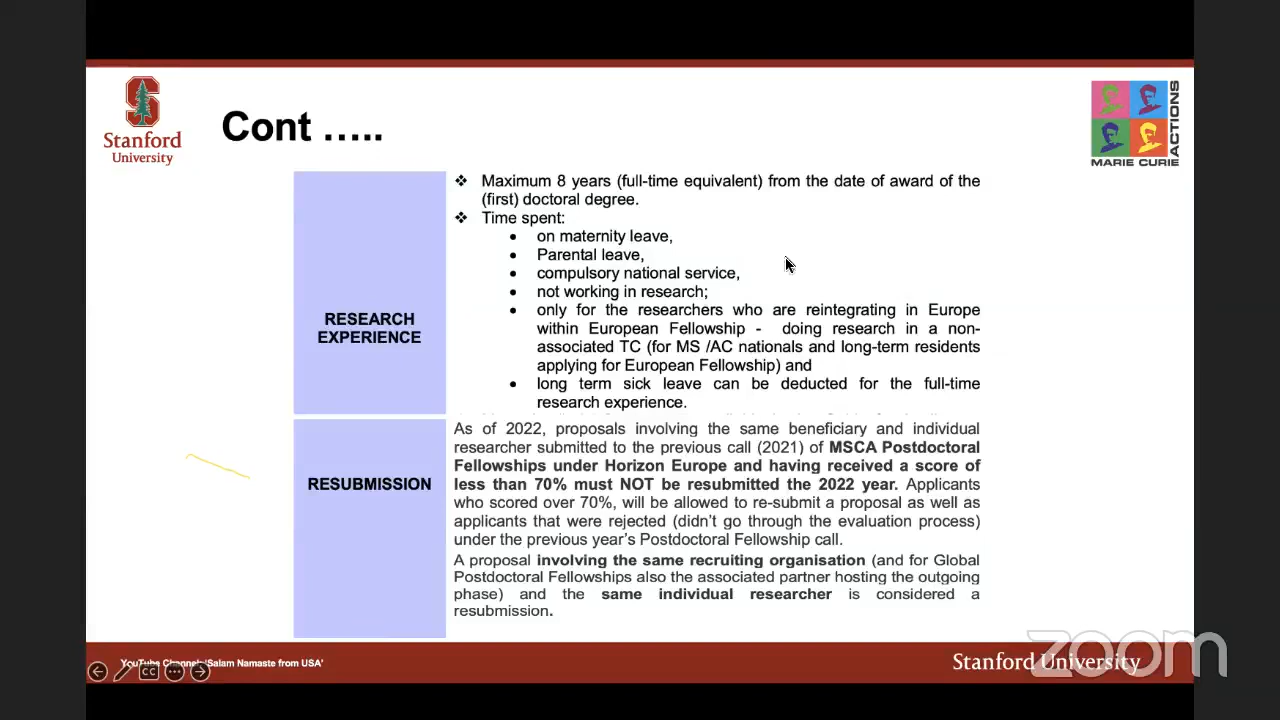 Stanford
University
Cont …..
MARIE CURIE
ACTIONS
RESEARCH
EXPERIENCE
❖ Maximum 8 years (full-time equivalent) from the date of award of the
(first) doctoral degree.
❖ Time spent:
• on maternity leave,
• Parental leave,
• compulsory national service,
• not working in research;
• only for the researchers who are reintegrating in Europe
within European Fellowship - doing research in a non-
associated TC (for MS /AC nationals and long-term residents
applying for European Fellowship) and
• long term sick leave can be deducted for the full-time
research experience.
RESUBMISSION
As of 2022, proposals involving the same beneficiary and individual
researcher submitted to the previous call (2021) of MSCA Postdoctoral
Fellowships under Horizon Europe and having received a score of
less than 70% must NOT be resubmitted the 2022 year. Applicants
who scored over 70%, will be allowed to re-submit a proposal as well as
applicants that were rejected (didn't go through the evaluation process)
under the previous year's Postdoctoral Fellowship call.
A proposal involving the same recruiting organisation (and for Global
Postdoctoral Fellowships also the associated partner hosting the outgoing
phase) and the same individual researcher is considered a
resubmission.
YouTube Channel 'Salam Namaste from USA'
CC
Stanford University
zoom